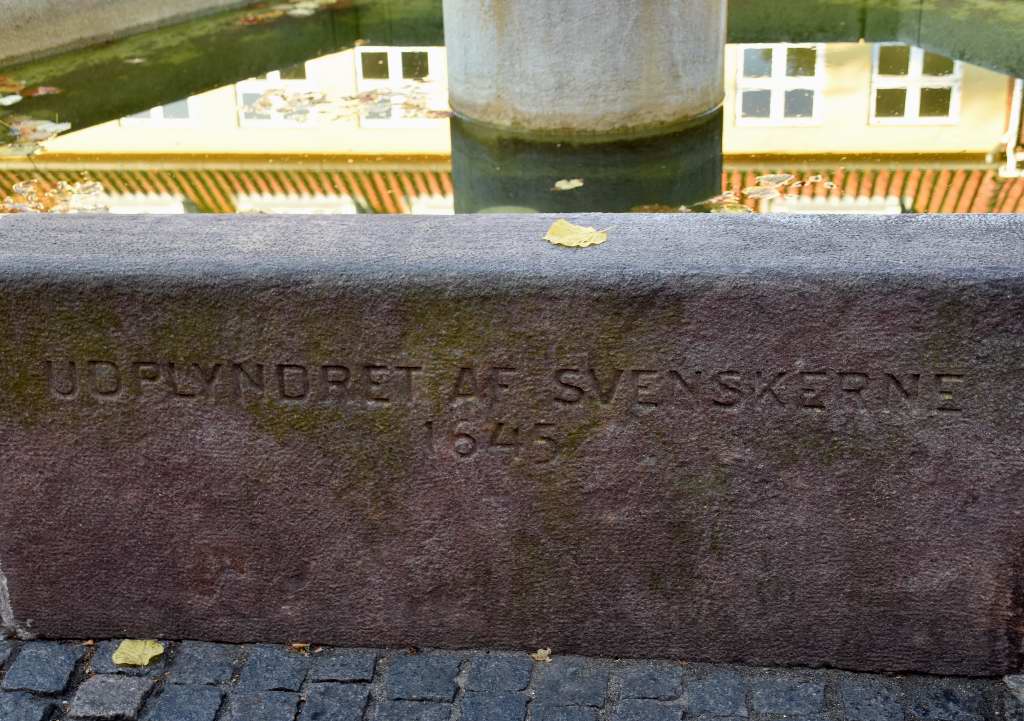 UDPLYNDRET AF SVENSKERNE
1645